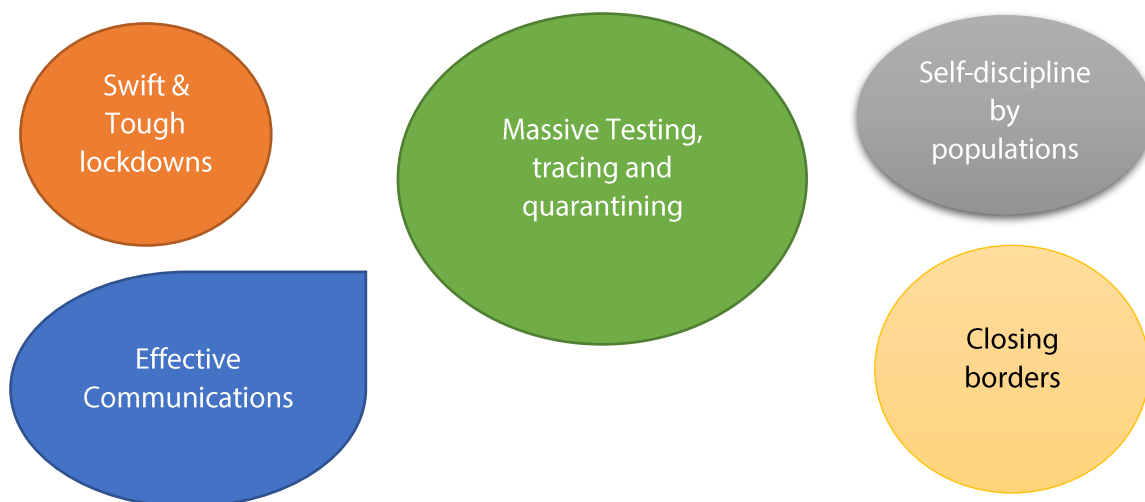 Swift &
Tough
lockdowns
Massive Testing,
tracing and
quarantining
Self-discipline
by
populations
Effective
Communications
Closing
borders